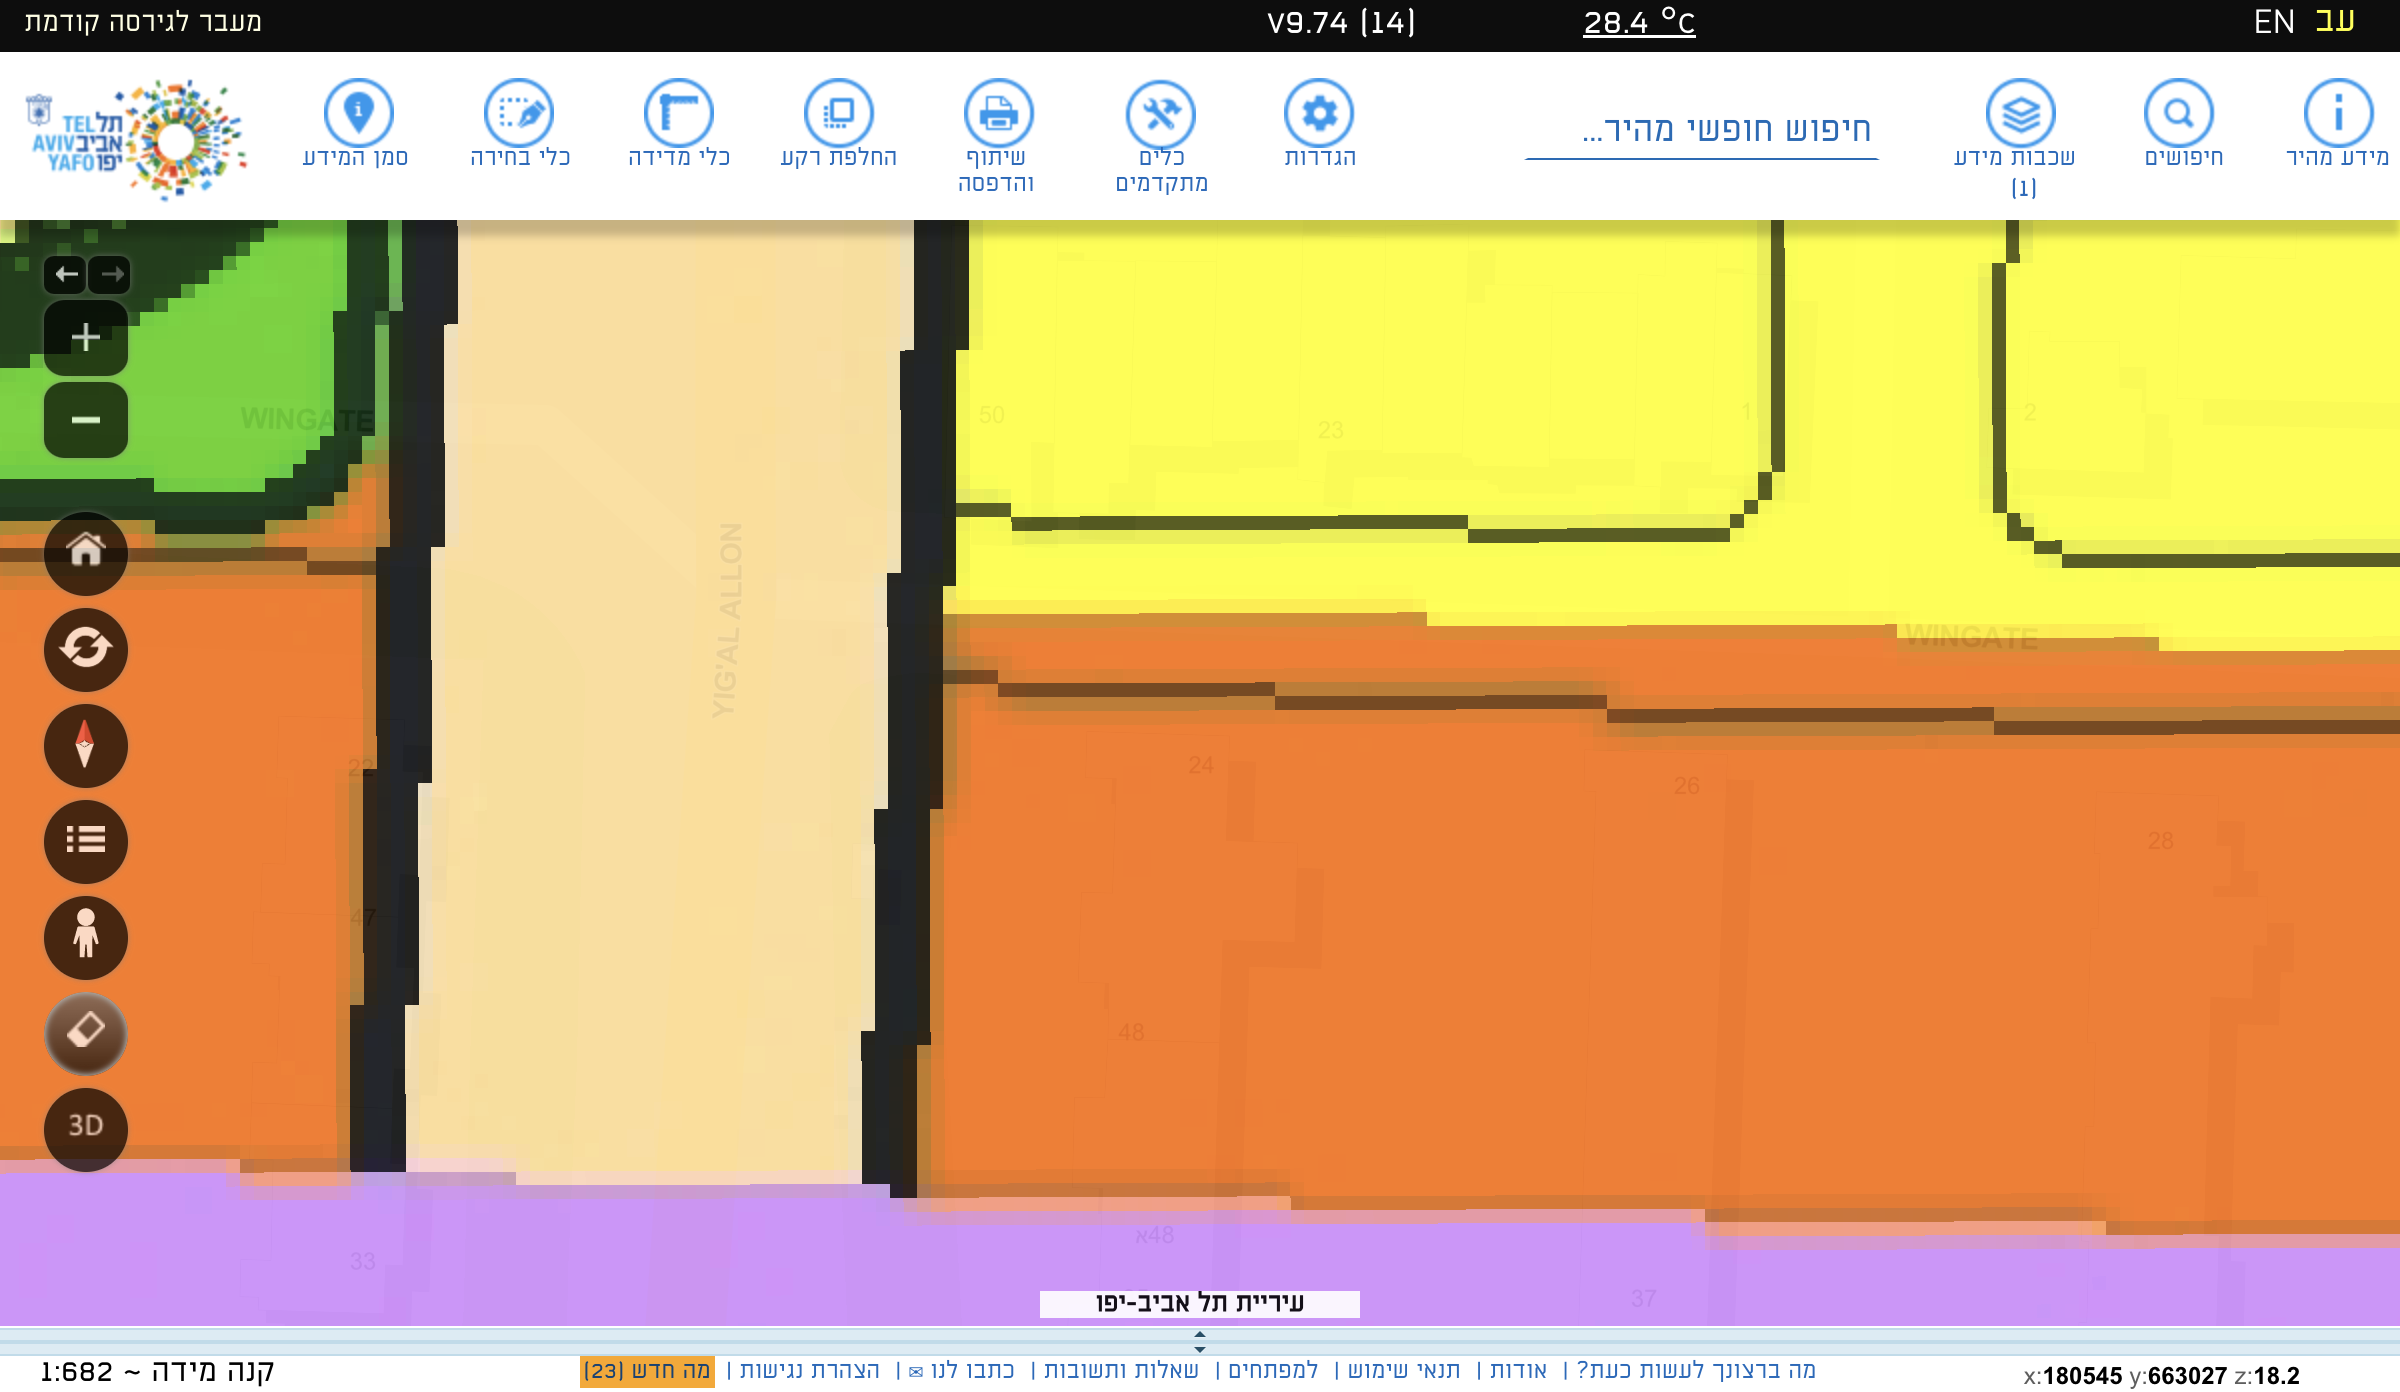 עב EN
28.4 °C
V9.74 (14)
מעבר לגירסה קודמת
מידע מהיר
חיפושים
שכבות מידע
(1)
חיפוש חופשי מהיר...
הגדרות
כלים
מתקדמים
שיתוף
והדפסה
החלפת רקע
כלי מדידה
כלי בחירה
סמן המידע
תל
אביב
יפו
TEL
AVIV
YAFO
WINGATE
50
23
1
2
YIG'AL ALLON
WINGATE
22
24
26
28
47
48
3D
48א
33
37
עיריית תל אביב-יפו
מה ברצונך לעשות כעת? | אודות | תנאי שימוש | למפתחים | שאלות ותשובות | כתבו לנו ✉ | הצהרת נגישות | מה חדש (23)
קנה מידה ~ 1:682
x:180545 y:663027 z:18.2